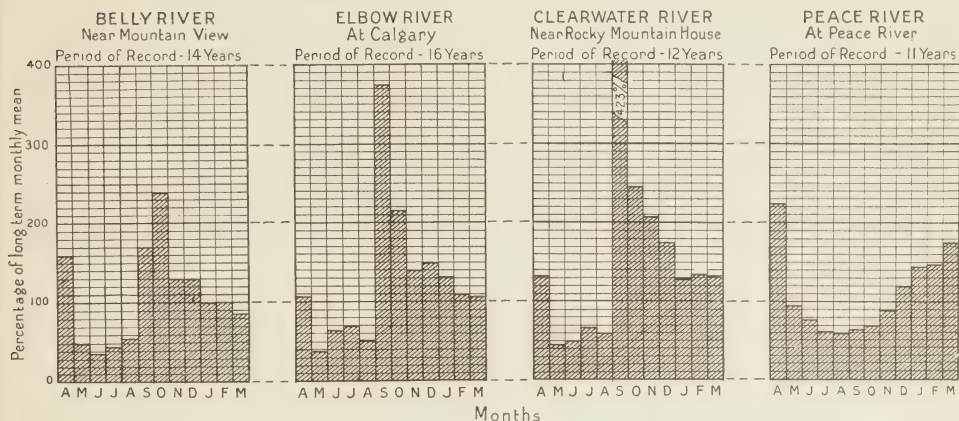 BELLY RIVER
Near Mountain View
Period of Record - 14 Years
ELBOW RIVER
At Calgary
Period of Record - 16 Years
CLEARWATER RIVER
Near Rocky Mountain House
Period of Record - 12 Years
PEACE RIVER
At Peace River
Period of Record - 11 Years
Percentage of long term monthly mean
400
300
200
100
0
423%
A M J J A S O N D J F M
A M J J A S O N D J F M
A M J J A S O N D J F M
A M J J A S O N D J F M
Months